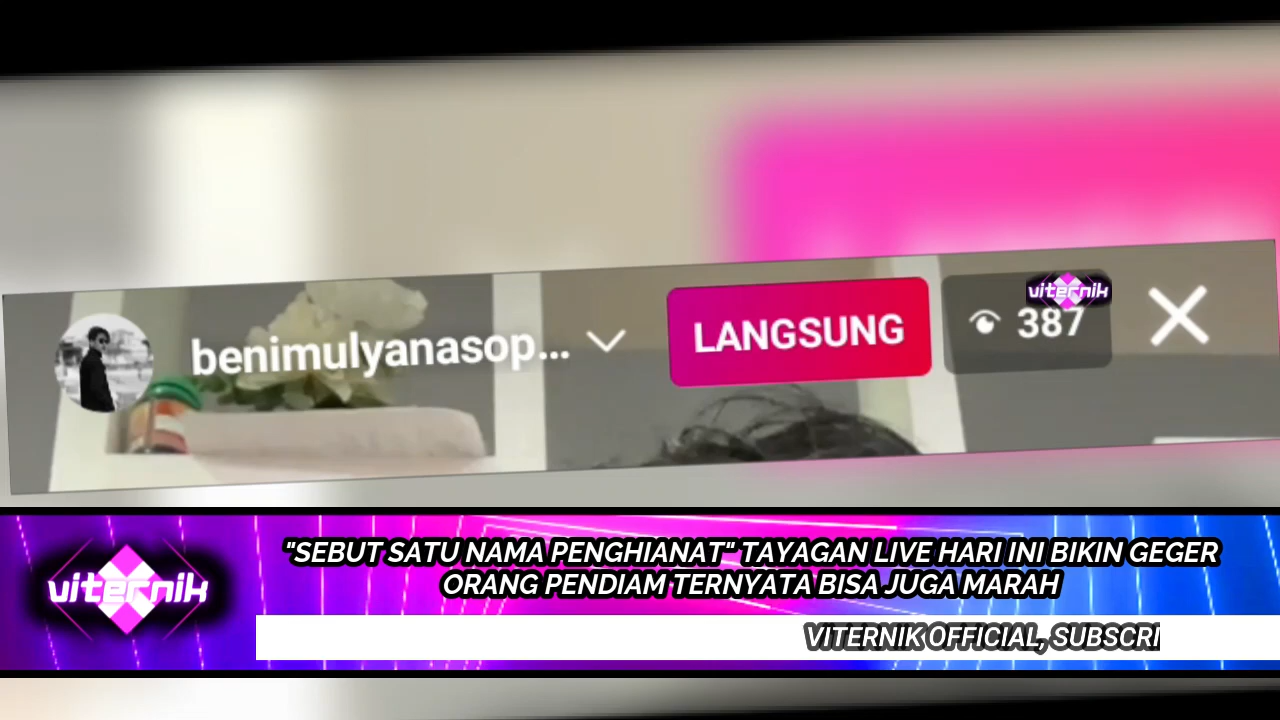 benimulyanasop...
LANGSUNG
viternik
387
viternik
"SEBUT SATU NAMA PENGHIANAT" TAYAGAN LIVE HARI INI BIKIN GEGER
ORANG PENDIAM TERNYATA BISA JUGA MARAH
VITERNIK OFFICIAL, SUBSCRI